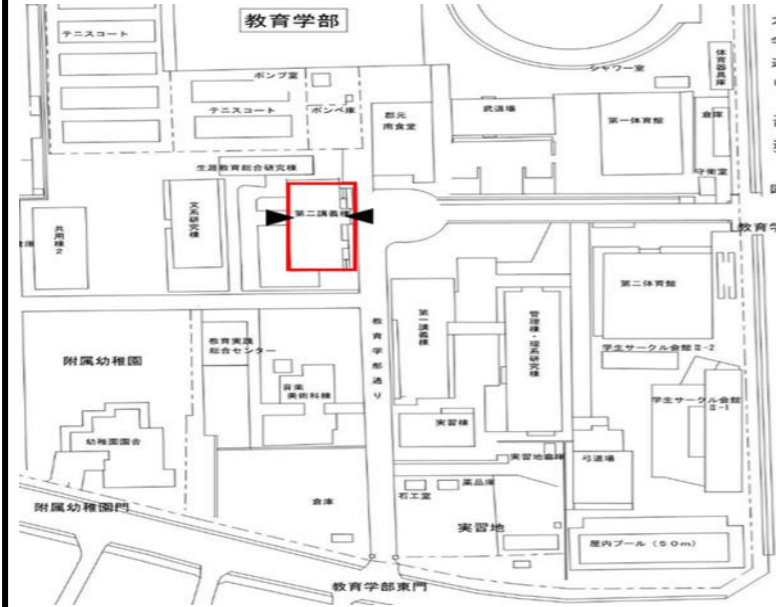 教育学部
テニスコート
ポンプ室
シャワー室
体育器具庫
テニスコート
ボンベ庫
郡元
南食堂
武道場
第一体育館
倉庫
生涯教育総合研究棟
守衛室
共用棟2
文系研究棟
第二講義棟
教育学
倉庫
第二体育館
第一講義棟
管理棟・理系研究棟
教育学部通り
教育実践
総合センター
学生サークル会館Ⅱ-2
附属幼稚園
音楽
美術科棟
学生サークル会館
Ⅱ-1
幼稚園園舎
実習棟
実習地倉庫
弓道場
附属幼稚園門
倉庫
石工室
薬品庫
実習地
屋内プール(50m)
教育学部東門